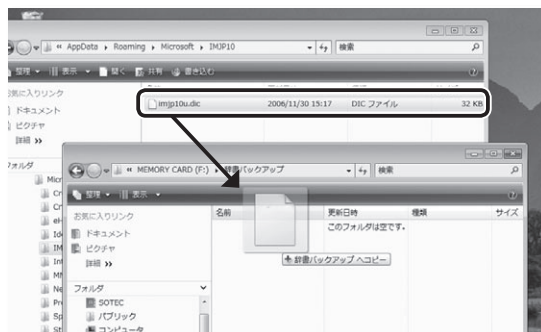 « AppData ▸ Roaming ▸ Microsoft ▸ IMJP10 検索
整理 表示 開く 共有 書き込む
お気に入りリンク
ドキュメント
ピクチャ
詳細 »
imjp10u.dic 2006/11/30 15:17 DIC ファイル 32 KB
フォルダ
« MEMORY CARD (F:) ▸ 辞書バックアップ 検索
整理 表示
お気に入りリンク
ドキュメント
ピクチャ
詳細 »
名前 更新日時 種類 サイズ
このフォルダは空です。
辞書バックアップ へコピー
フォルダ
SOTEC
パブリック
コンピュータ